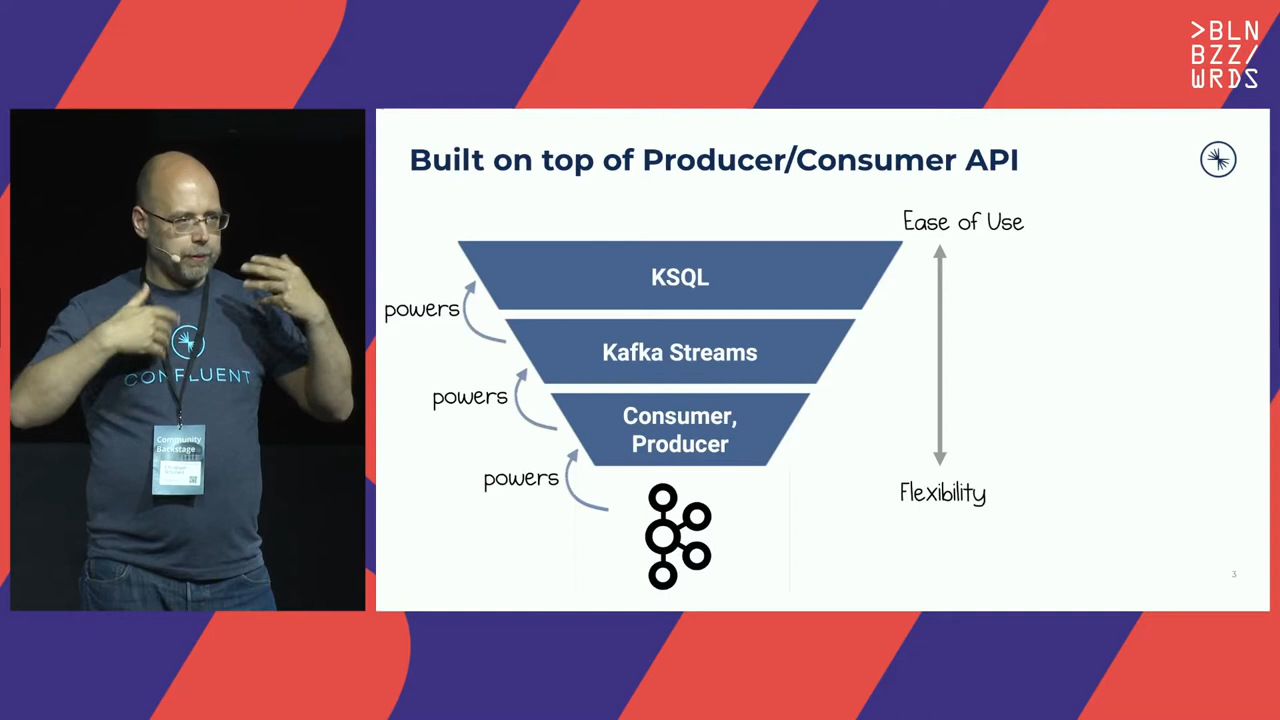 >BLN
BZZ/
WRDS
Built on top of Producer/Consumer API
Ease of Use
KSQL
powers
Kafka Streams
powers
Consumer,
Producer
powers
Flexibility
3
CONFLUENT
Community
Backstage